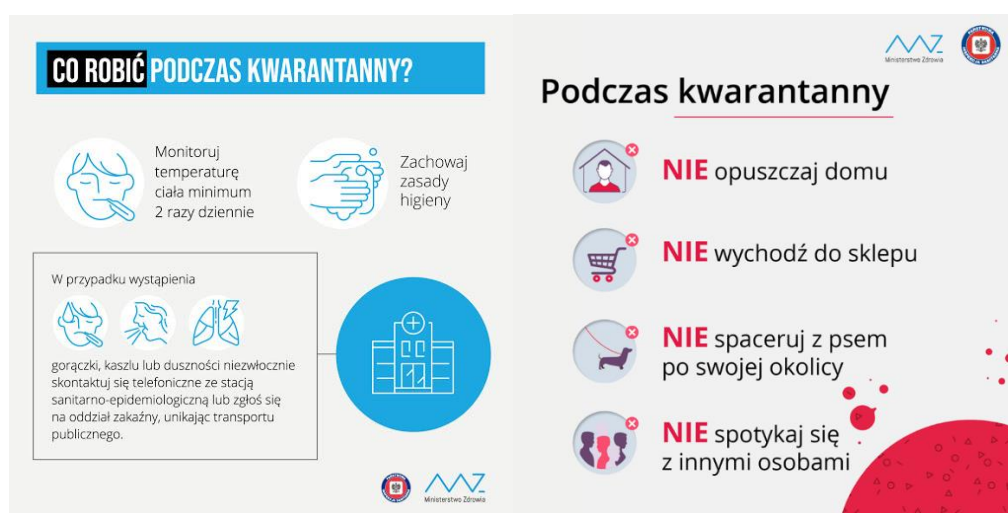 CO ROBIĆ PODCZAS KWARANTANNY?
Monitoruj
temperaturę
ciała minimum
2 razy dziennie
Zachowaj
zasady
higieny
W przypadku wystąpienia
gorączki, kaszlu lub duszności niezwłocznie
skontaktuj się telefoniczne ze stacją
sanitarno-epidemiologiczną lub zgłoś się
na oddział zakaźny, unikając transportu
publicznego.
Ministerstwo Zdrowia
Ministerstwo Zdrowia
Podczas kwarantanny
NIE opuszczaj domu
NIE wychodź do sklepu
NIE spaceruj z psem
po swojej okolicy
NIE spotykaj się
z innymi osobami